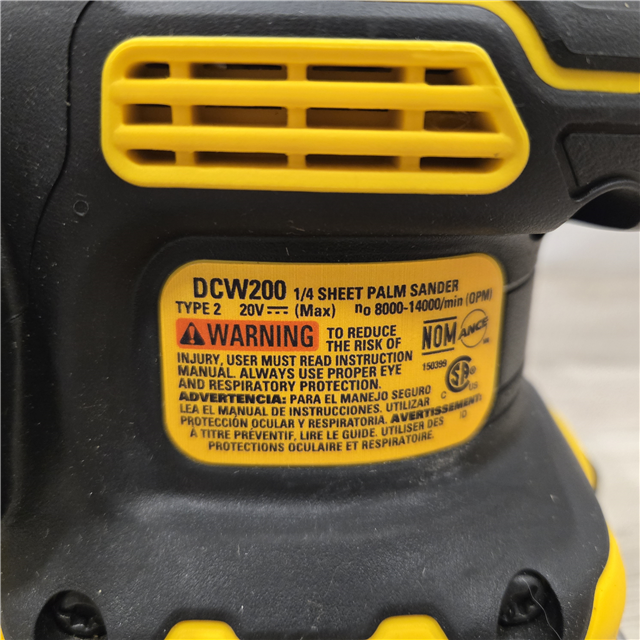 DCW200 1/4 SHEET PALM SANDER
TYPE 2 20V⎓ (Max) no 8000-14000/min (OPM)
WARNING TO REDUCE
THE RISK OF
INJURY, USER MUST READ INSTRUCTION
MANUAL. ALWAYS USE PROPER EYE
AND RESPIRATORY PROTECTION.
ADVERTENCIA: PARA EL MANEJO SEGURO
LEA EL MANUAL DE INSTRUCCIONES. UTILIZAR
PROTECCIÓN OCULAR Y RESPIRATORIA. AVERTISSEMENT:
À TITRE PRÉVENTIF, LIRE LE GUIDE. UTILISER DES
PROTECTIONS OCULAIRE ET RESPIRATOIRE.
NOM ANCE
150399
C US